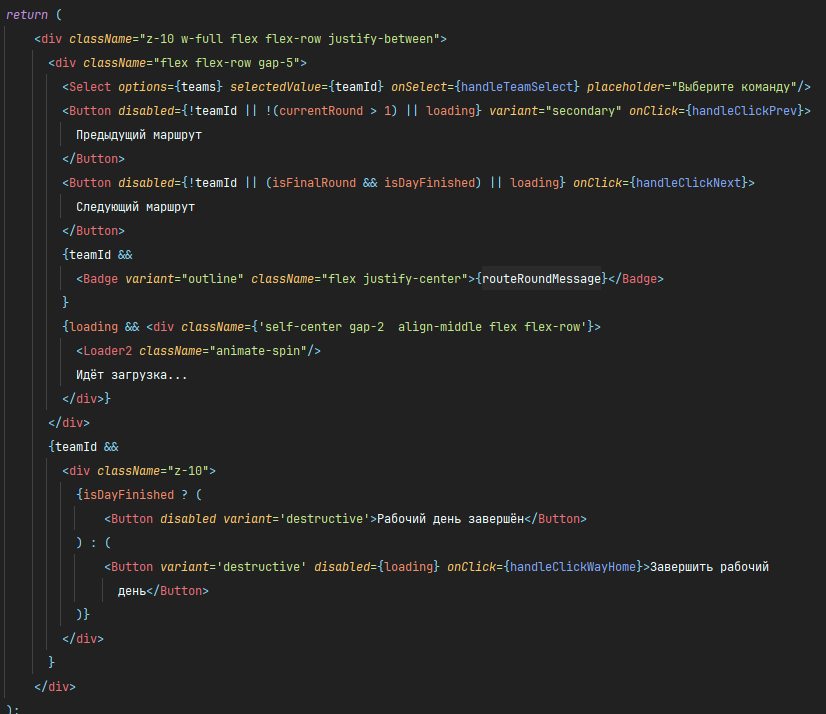 return (
<div className="z-10 w-full flex flex-row justify-between">
<div className="flex flex-row gap-5">
<Select options={teams} selectedValue={teamId} onSelect={handleTeamSelect} placeholder="Выберите команду"/>
<Button disabled={!teamId || !(currentRound > 1) || loading} variant="secondary" onClick={handleClickPrev}>
Предыдущий маршрут
</Button>
<Button disabled={!teamId || (isFinalRound && isDayFinished) || loading} onClick={handleClickNext}>
Следующий маршрут
</Button>
{teamId &&
<Badge variant="outline" className="flex justify-center">{routeRoundMessage}</Badge>
}
{loading && <div className={'self-center gap-2  align-middle flex flex-row'}>
<Loader2 className="animate-spin"/>
Идёт загрузка...
</div>}
</div>
{teamId &&
<div className="z-10">
{isDayFinished ? (
<Button disabled variant='destructive'>Рабочий день завершён</Button>
) : (
<Button variant='destructive' disabled={loading} onClick={handleClickWayHome}>Завершить рабочий
день</Button>
)}
</div>
}
</div>
);